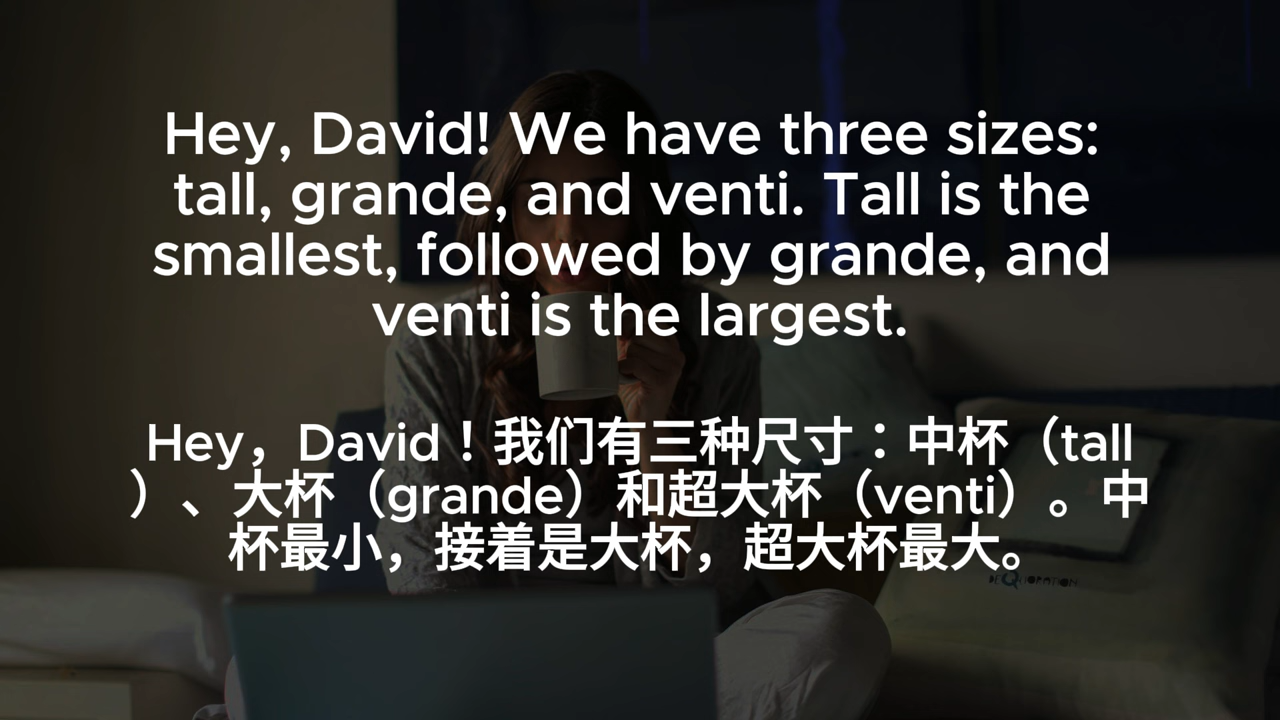 Hey, David! We have three sizes:
tall, grande, and venti. Tall is the
smallest, followed by grande, and
venti is the largest.
Hey，David！我们有三种尺寸：中杯（tall
）、大杯（grande）和超大杯（venti）。中
杯最小，接着是大杯，超大杯最大。